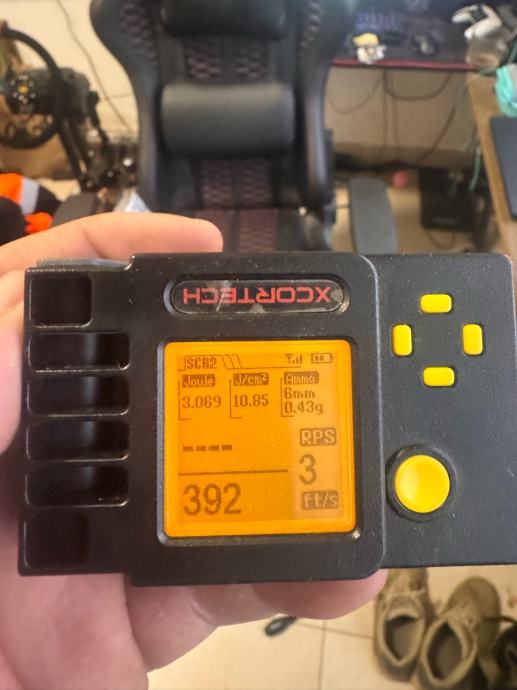 XCORTECH
SCR2
Joule J/cm² Ammo
3.069 10.85 6mm
0.43g
---- RPS
3
392 ft/s